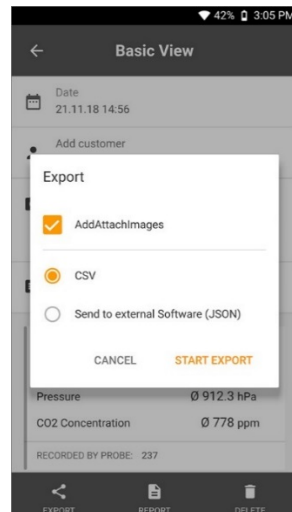 42% 3:05 PM
Basic View
Date
21.11.18 14:56
Add customer
Export
AddAttachImages
CSV
Send to external Software (JSON)
CANCEL START EXPORT
Pressure Ø 912.3 hPa
CO2 Concentration Ø 778 ppm
RECORDED BY PROBE: 237
EXPORT REPORT DELETE